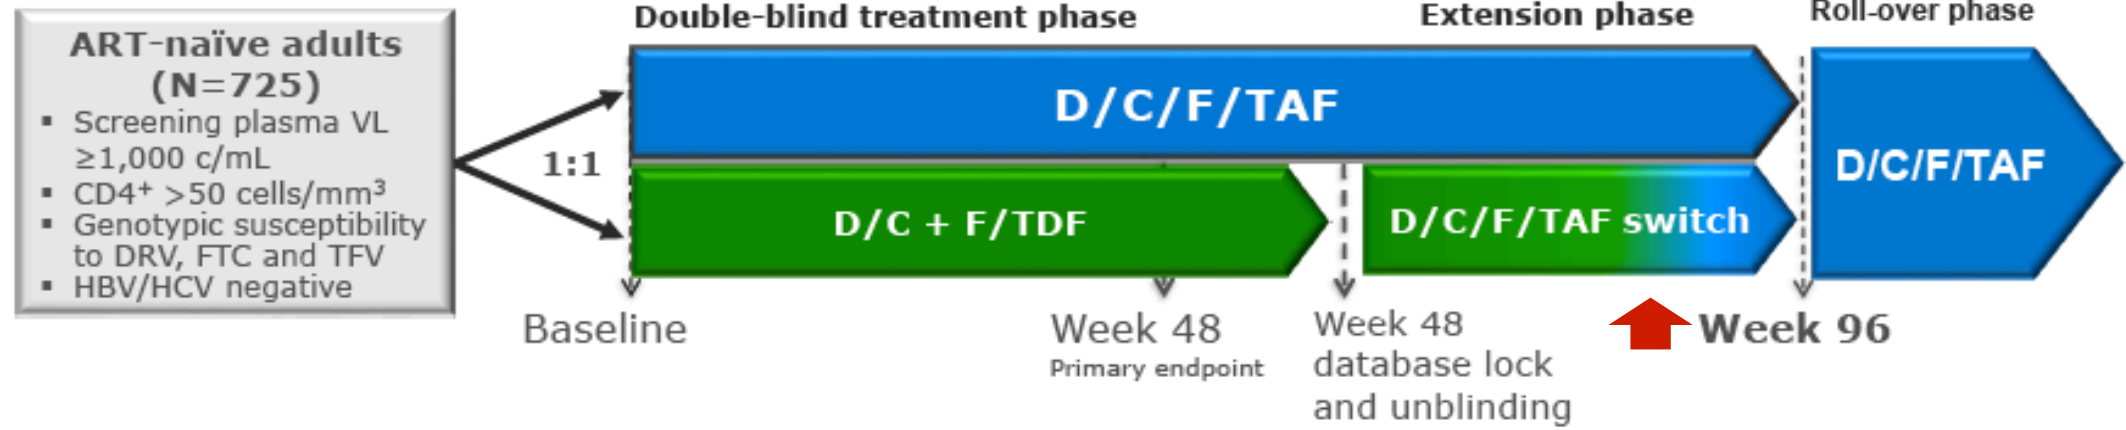 Double-blind treatment phase
Extension phase
Roll-over phase
ART-naïve adults
(N=725)
▪ Screening plasma VL
≥1,000 c/mL
▪ CD4⁺ >50 cells/mm³
▪ Genotypic susceptibility
to DRV, FTC and TFV
▪ HBV/HCV negative
1:1
D/C/F/TAF
D/C + F/TDF
D/C/F/TAF switch
D/C/F/TAF
Baseline
Week 48
Primary endpoint
Week 48
database lock
and unblinding
Week 96